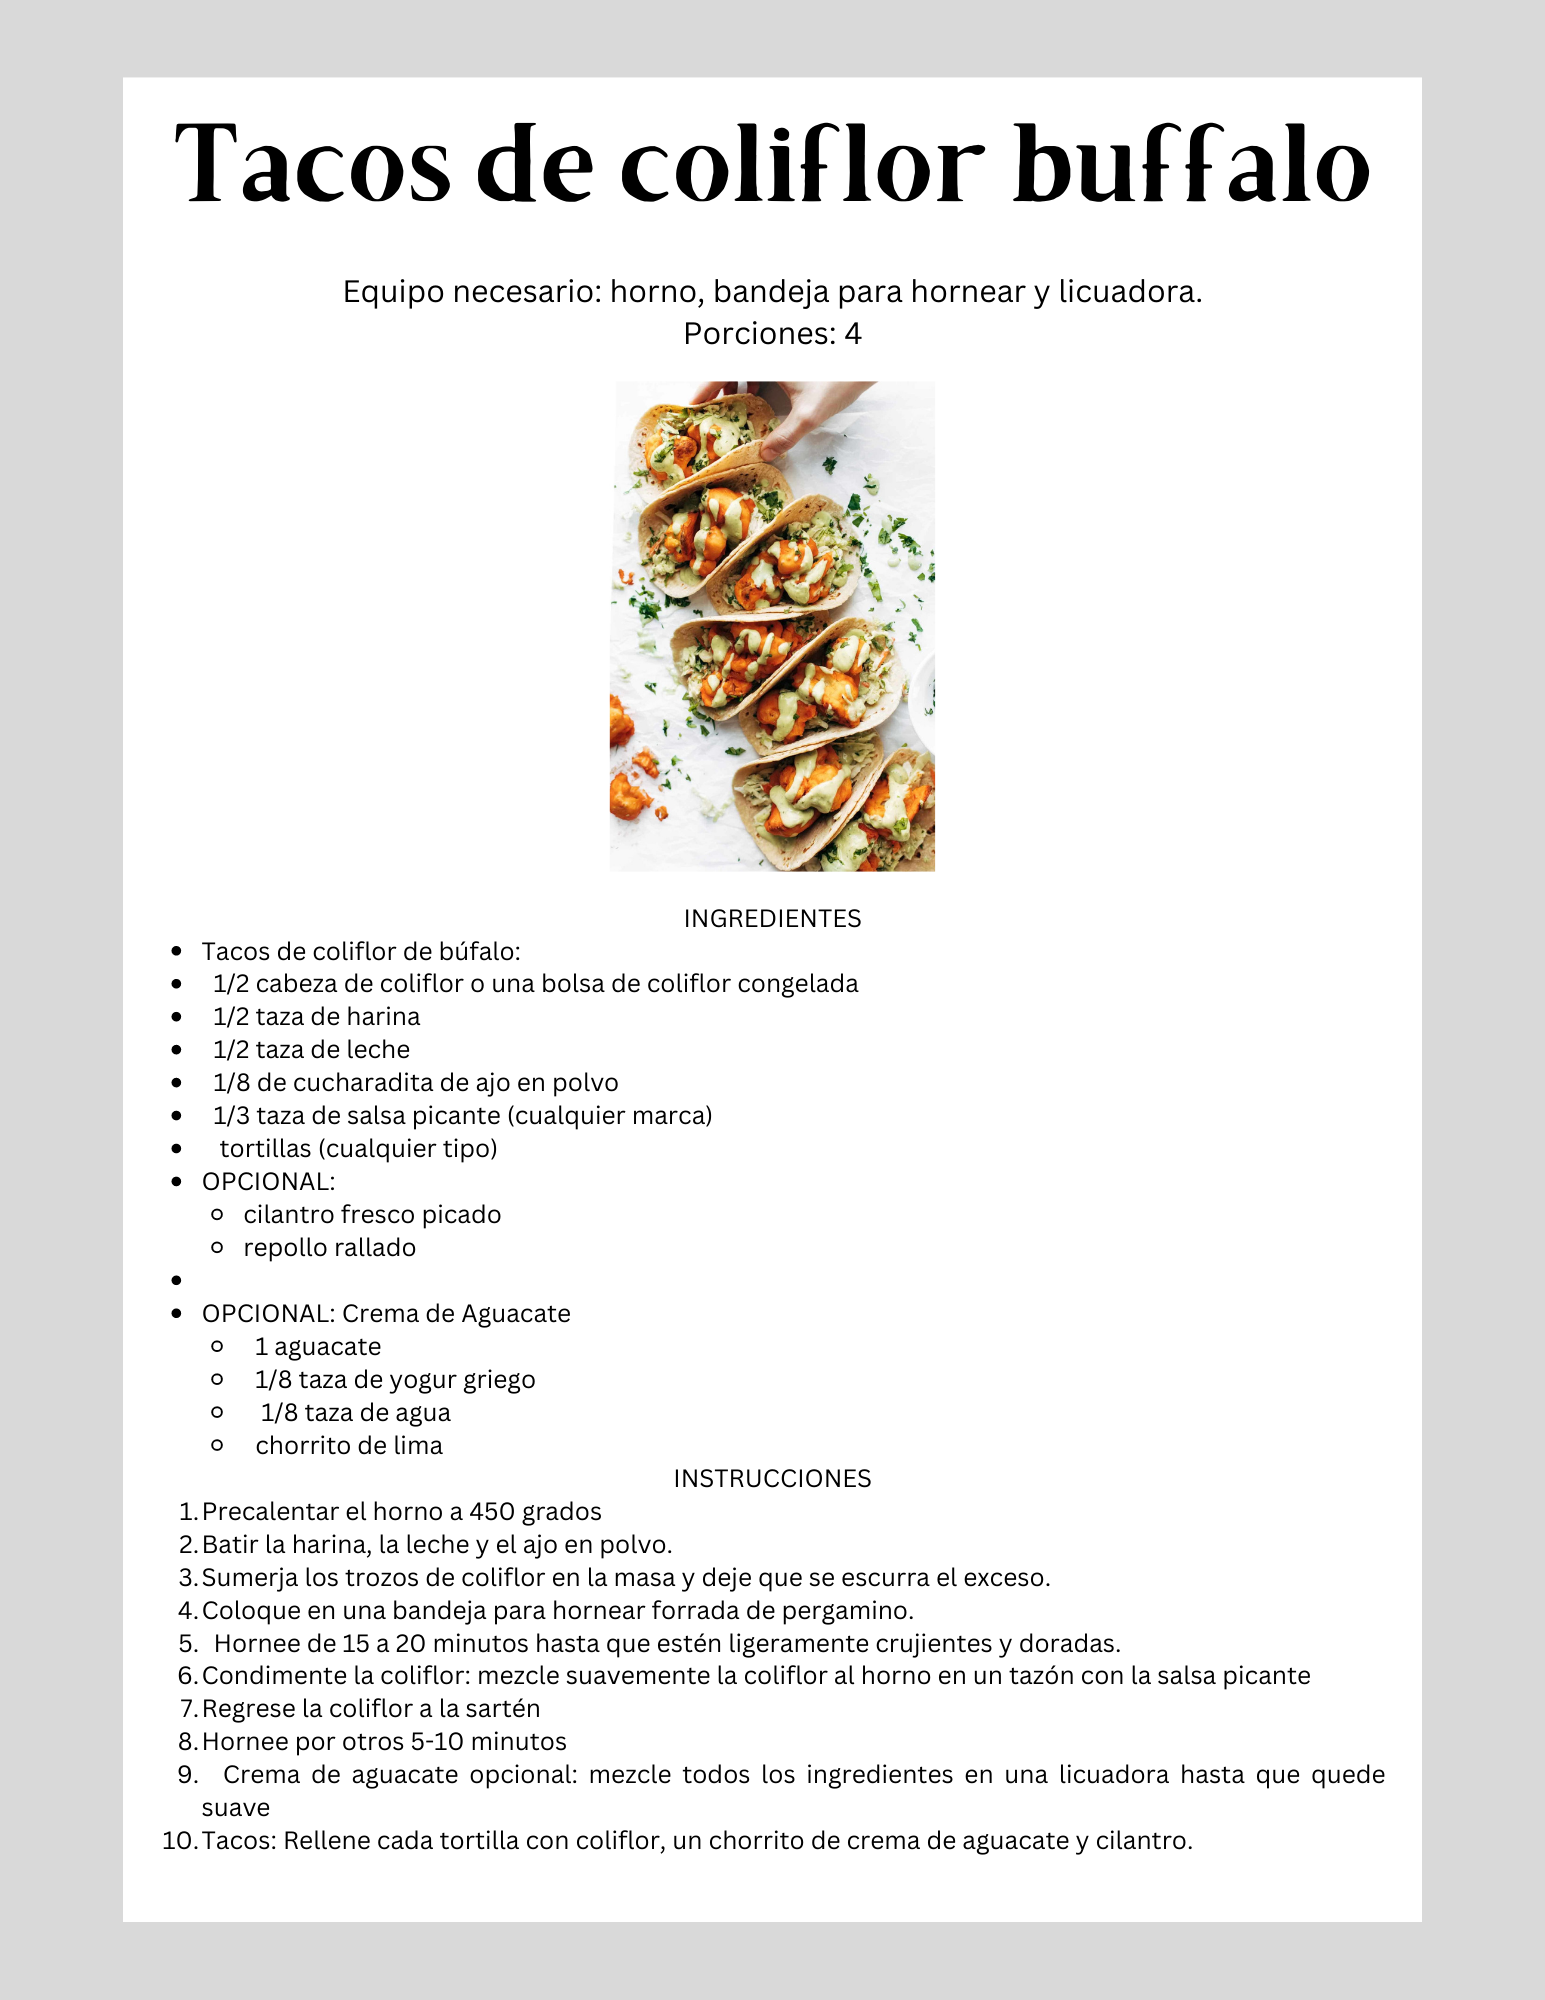 Tacos de coliflor buffalo
Equipo necesario: horno, bandeja para hornear y licuadora.
Porciones: 4
INGREDIENTES
• Tacos de coliflor de búfalo:
• 1/2 cabeza de coliflor o una bolsa de coliflor congelada
• 1/2 taza de harina
• 1/2 taza de leche
• 1/8 de cucharadita de ajo en polvo
• 1/3 taza de salsa picante (cualquier marca)
• tortillas (cualquier tipo)
• OPCIONAL:
◦ cilantro fresco picado
◦ repollo rallado
•
• OPCIONAL: Crema de Aguacate
◦ 1 aguacate
◦ 1/8 taza de yogur griego
◦ 1/8 taza de agua
◦ chorrito de lima
INSTRUCCIONES
1. Precalentar el horno a 450 grados
2. Batir la harina, la leche y el ajo en polvo.
3. Sumerja los trozos de coliflor en la masa y deje que se escurra el exceso.
4. Coloque en una bandeja para hornear forrada de pergamino.
5. Hornee de 15 a 20 minutos hasta que estén ligeramente crujientes y doradas.
6. Condimente la coliflor: mezcle suavemente la coliflor al horno en un tazón con la salsa picante
7. Regrese la coliflor a la sartén
8. Hornee por otros 5-10 minutos
9. Crema de aguacate opcional: mezcle todos los ingredientes en una licuadora hasta que quede
suave
10. Tacos: Rellene cada tortilla con coliflor, un chorrito de crema de aguacate y cilantro.